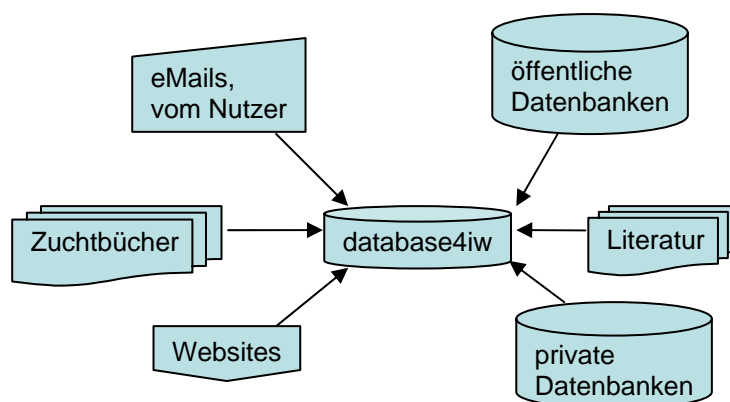 eMails,
vom Nutzer
öffentliche
Datenbanken
Zuchtbücher
database4iw
Literatur
Websites
private
Datenbanken